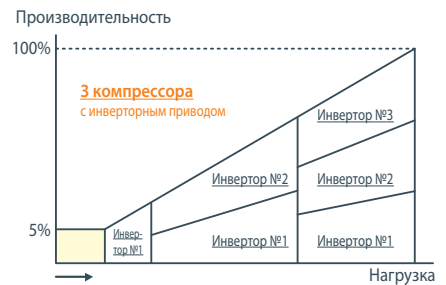 Производительность
100%
3 компрессора
с инверторным приводом
Инвертор №3
Инвертор №2
Инвертор №2
5%
Инвер-
тор №1
Инвертор №1
Инвертор №1
Нагрузка